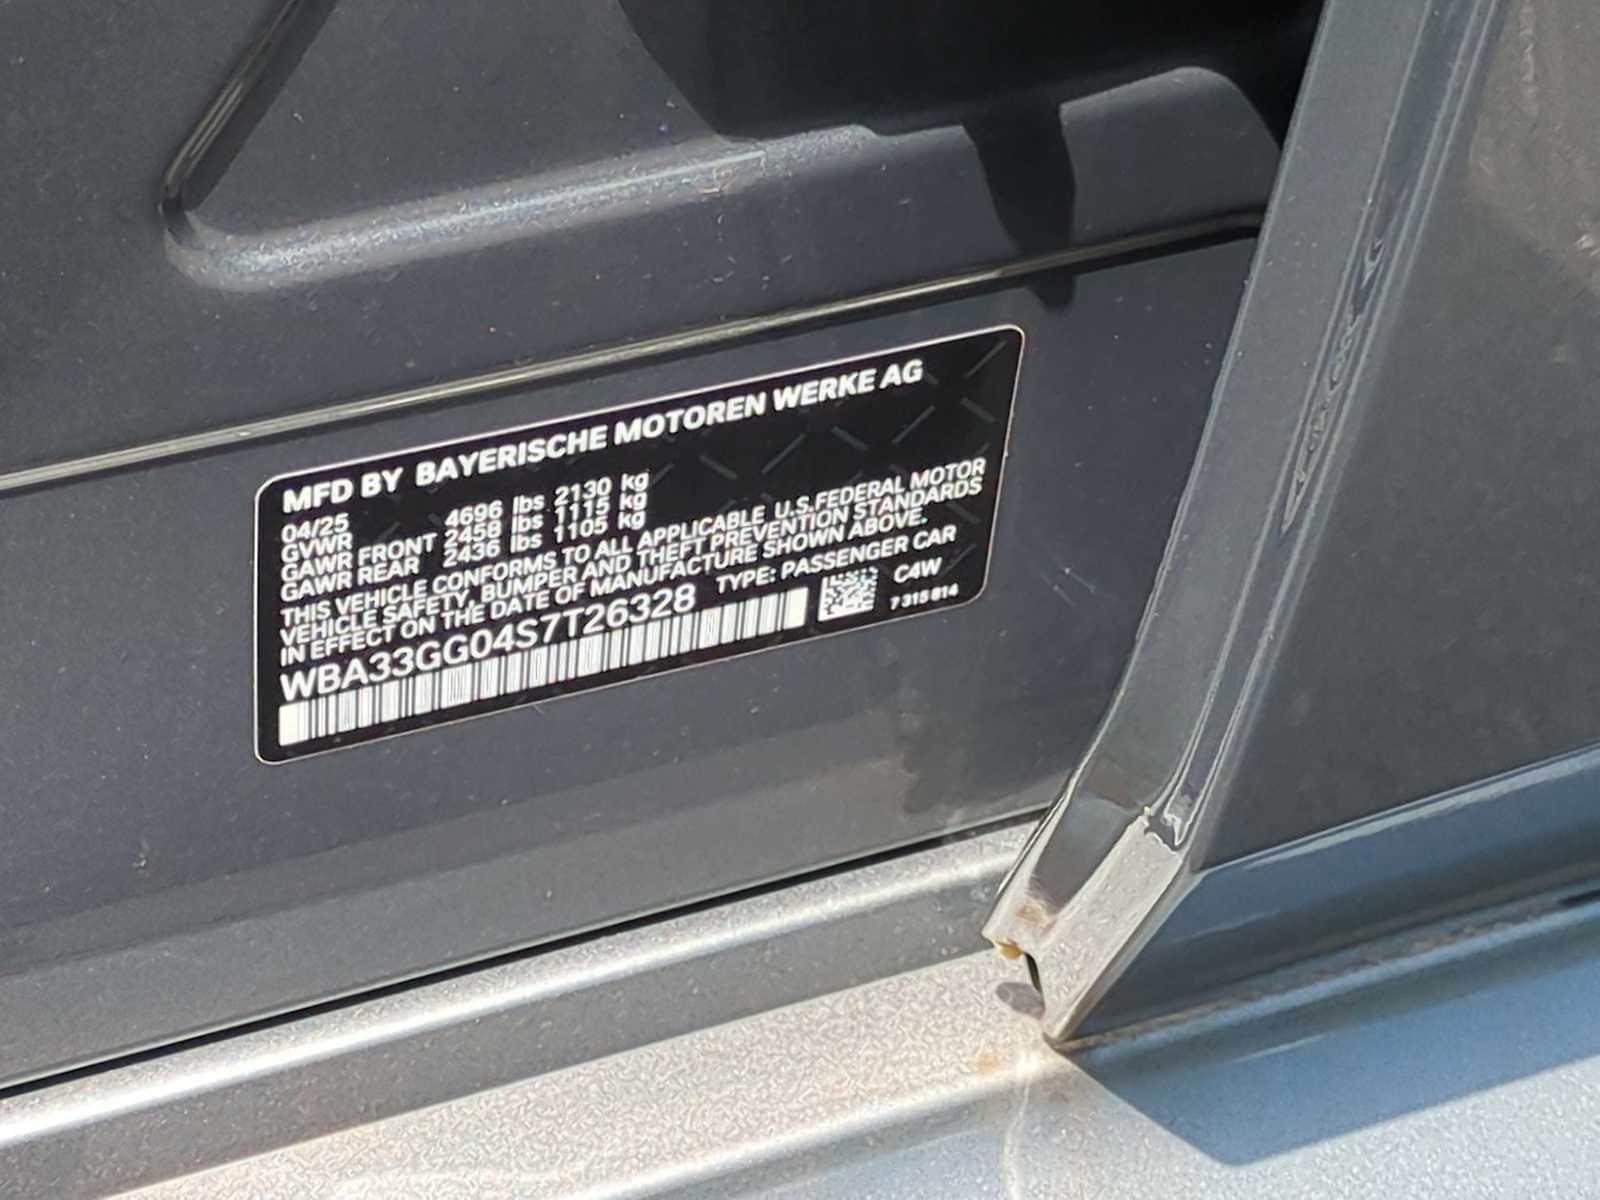 MFD BY BAYERISCHE MOTOREN WERKE AG
04/25
GVWR 4696 lbs 2130 kg
GAWR FRONT 2458 lbs 1115 kg
GAWR REAR 2436 lbs 1105 kg
THIS VEHICLE CONFORMS TO ALL APPLICABLE U.S.FEDERAL MOTOR
VEHICLE SAFETY, BUMPER AND THEFT PREVENTION STANDARDS
IN EFFECT ON THE DATE OF MANUFACTURE SHOWN ABOVE.
WBA33GG04S7T26328 TYPE: PASSENGER CAR
C4W
7 315 814